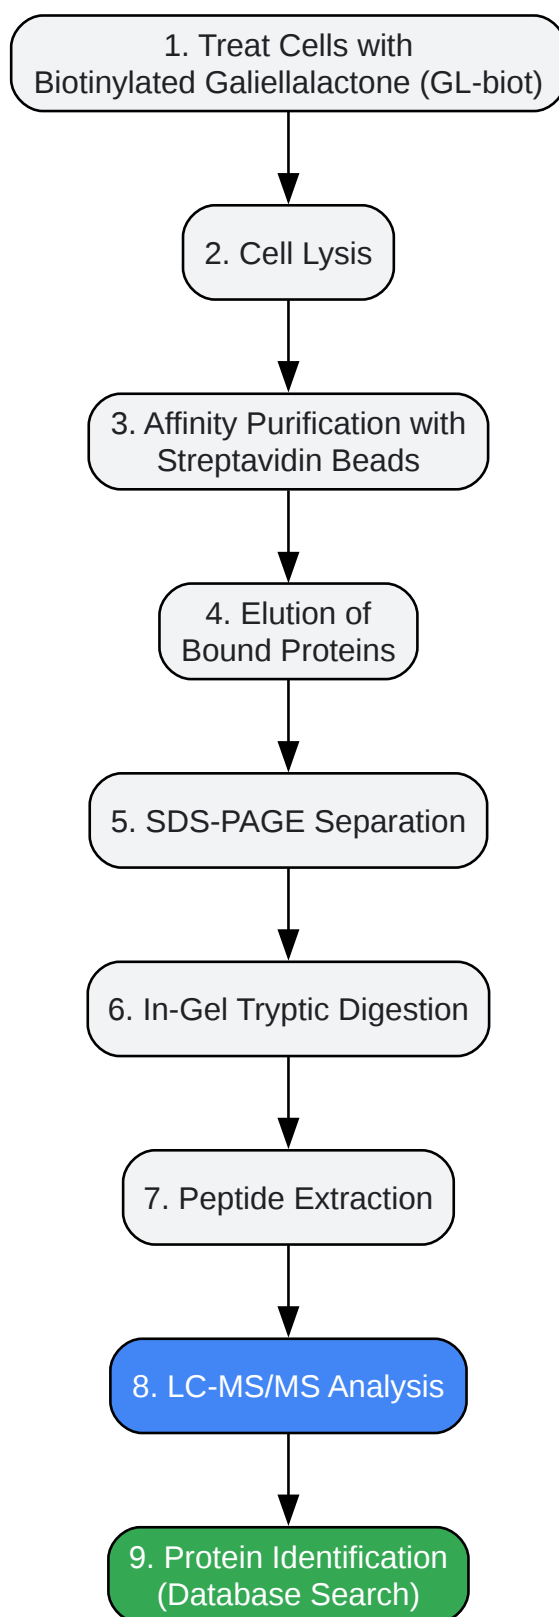 1. Treat Cells with
Biotinylated Galiellalactone (GL-biot)
2. Cell Lysis
3. Affinity Purification with
Streptavidin Beads
4. Elution of
Bound Proteins
5. SDS-PAGE Separation
6. In-Gel Tryptic Digestion
7. Peptide Extraction
8. LC-MS/MS Analysis
9. Protein Identification
(Database Search)